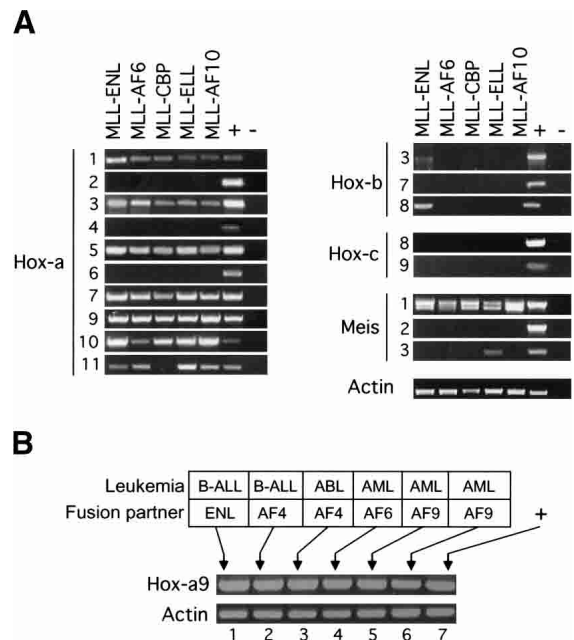 A
MLL-ENL MLL-AF6 MLL-CBP MLL-ELL MLL-AF10 + -
Hox-a
1
2
3
4
5
6
7
9
10
11
MLL-ENL MLL-AF6 MLL-CBP MLL-ELL MLL-AF10 + -
Hox-b
3
7
8
Hox-c
8
9
Meis
1
2
3
Actin
B
Leukemia B-ALL B-ALL ABL AML AML AML
Fusion partner ENL AF4 AF4 AF6 AF9 AF9 +
Hox-a9
Actin
1 2 3 4 5 6 7